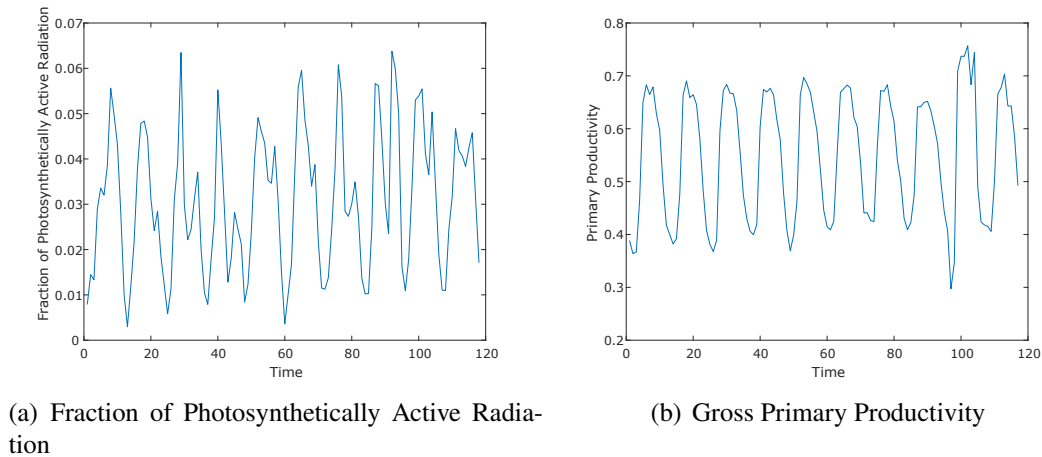 Fraction of Photosynthetically Active Radiation
0.07
0.06
0.05
0.04
0.03
0.02
0.01
0
0 20 40 60 80 100 120
Time
(a) Fraction of Photosynthetically Active Radia-
tion
Primary Productivity
0.8
0.7
0.6
0.5
0.4
0.3
0.2
0 20 40 60 80 100 120
Time
(b) Gross Primary Productivity